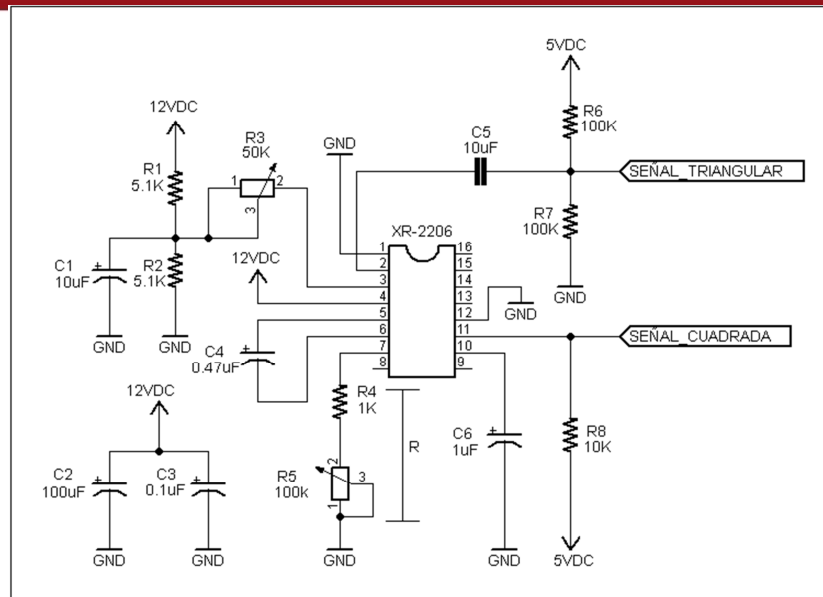 5VDC
R6
100K
C5
10uF
SEÑAL_TRIANGULAR
R7
100K
GND
12VDC
R1
5.1K
R3
50K
1
2
3
GND
C1
10uF
R2
5.1K
GND
GND
12VDC
XR-2206
1
2
3
4
5
6
7
8
16
15
14
13
12
11
10
9
GND
SEÑAL_CUADRADA
C4
0.47uF
R4
1K
R
C6
1uF
R8
10K
12VDC
C2
100uF
C3
0.1uF
R5
100k
2
3
1
GND
GND
GND
GND
5VDC